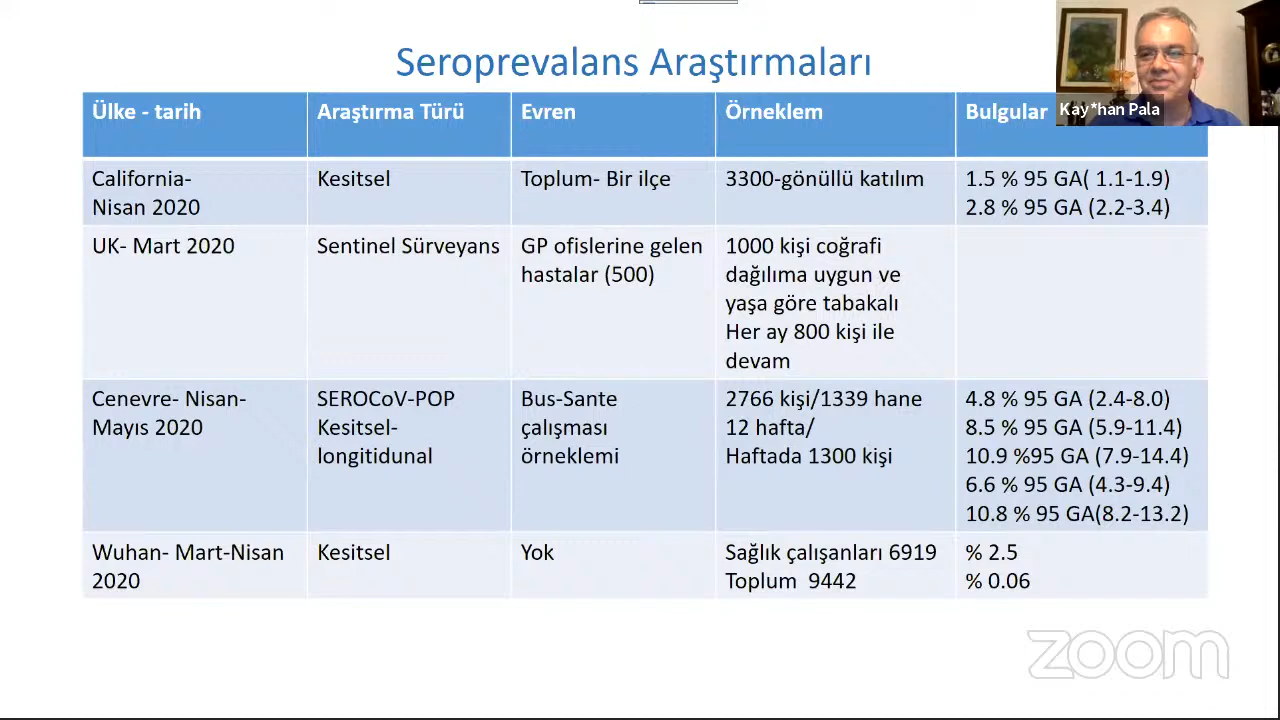 Seroprevalans Araştırmaları
Kay*han Pala
Ülke - tarih
Araştırma Türü
Evren
Örneklem
Bulgular
California-
Nisan 2020
Kesitsel
Toplum- Bir ilçe
3300-gönüllü katılım
1.5 % 95 GA( 1.1-1.9)
2.8 % 95 GA (2.2-3.4)
UK- Mart 2020
Sentinel Sürveyans
GP ofislerine gelen
hastalar (500)
1000 kişi coğrafi
dağılıma uygun ve
yaşa göre tabakalı
Her ay 800 kişi ile
devam
Cenevre- Nisan-
Mayıs 2020
SEROCoV-POP
Kesitsel-
longitidunal
Bus-Sante
çalışması
örneklemi
2766 kişi/1339 hane
12 hafta/
Haftada 1300 kişi
4.8 % 95 GA (2.4-8.0)
8.5 % 95 GA (5.9-11.4)
10.9 %95 GA (7.9-14.4)
6.6 % 95 GA (4.3-9.4)
10.8 % 95 GA(8.2-13.2)
Wuhan- Mart-Nisan
2020
Kesitsel
Yok
Sağlık çalışanları 6919
Toplum  9442
% 2.5
% 0.06
zoom